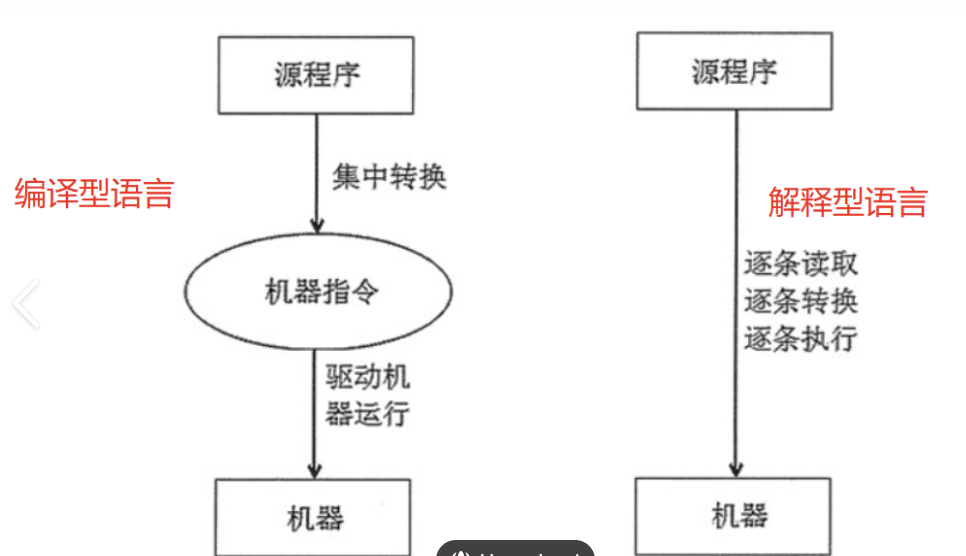 源程序
源程序
集中转换
编译型语言
解释型语言
机器指令
逐条读取
逐条转换
逐条执行
驱动机
器运行
机器
机器